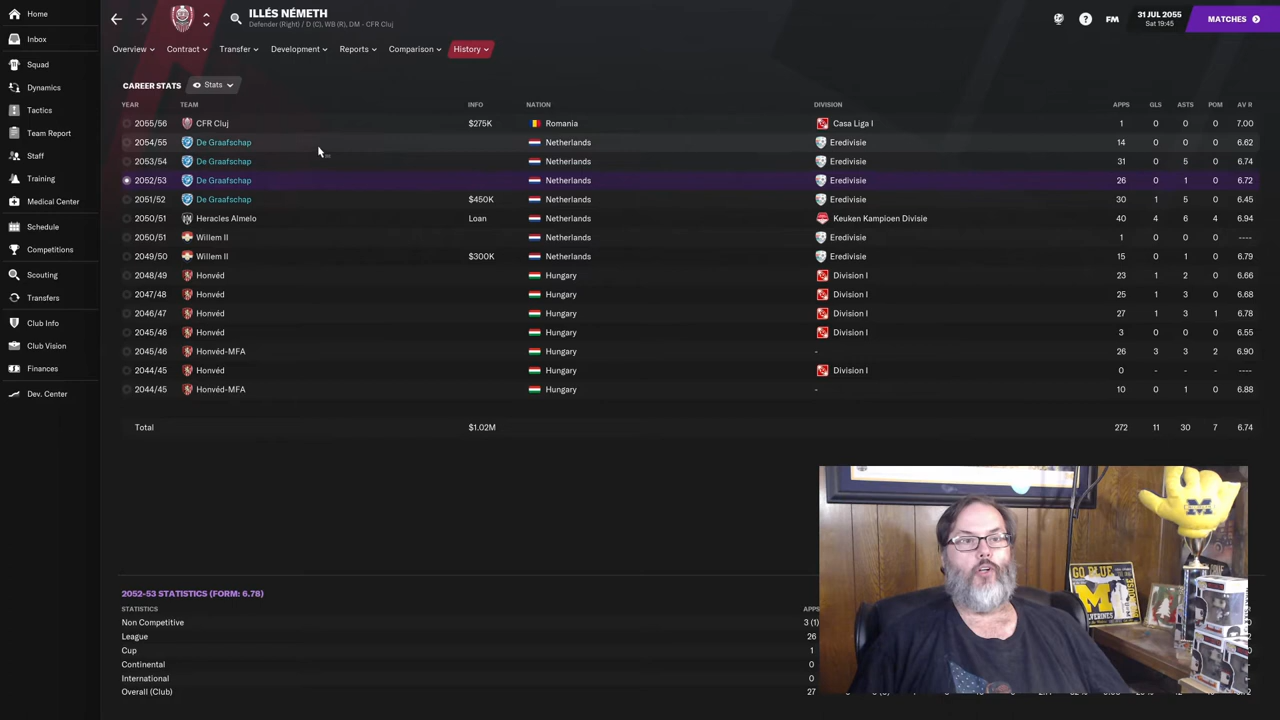 Home
ILLÉS NÉMETH
Defender (Right) / D (C), WB (R), DM - CFR Cluj
FM
31 JUL 2055
Sat 19:45
MATCHES
Inbox
Squad
Dynamics
Tactics
Team Report
Staff
Training
Medical Center
Schedule
Competitions
Scouting
Transfers
Club Info
Club Vision
Finances
Dev. Center
Overview Contract Transfer Development Reports Comparison History
CAREER STATS Stats
YEAR TEAM INFO NATION DIVISION APPS GLS ASTS POM AV R
2055/56 CFR Cluj $275K Romania Casa Liga I 1 0 0 0 7.00
2054/55 De Graafschap Netherlands Eredivisie 14 0 0 0 6.62
2053/54 De Graafschap Netherlands Eredivisie 31 0 5 0 6.74
2052/53 De Graafschap Netherlands Eredivisie 26 0 1 0 6.72
2051/52 De Graafschap $450K Netherlands Eredivisie 30 1 5 0 6.45
2050/51 Heracles Almelo Loan Netherlands Keuken Kampioen Divisie 40 4 6 4 6.94
2050/51 Willem II Netherlands Eredivisie 1 0 0 0 ----
2049/50 Willem II $300K Netherlands Eredivisie 15 0 1 0 6.79
2048/49 Honvéd Hungary Division I 23 1 2 0 6.66
2047/48 Honvéd Hungary Division I 25 1 3 0 6.68
2046/47 Honvéd Hungary Division I 27 1 3 1 6.78
2045/46 Honvéd Hungary Division I 3 0 0 0 6.55
2045/46 Honvéd-MFA Hungary - 26 3 3 2 6.90
2044/45 Honvéd Hungary Division I 0 - - - ----
2044/45 Honvéd-MFA Hungary - 10 0 1 0 6.88
Total $1.02M 272 11 30 7 6.74
2052-53 STATISTICS (FORM: 6.78)
STATISTICS APPS
Non Competitive 3 (1)
League 26
Cup 1
Continental 0
International 0
Overall (Club) 27
GO BLUE
M
WOLVERINES
M